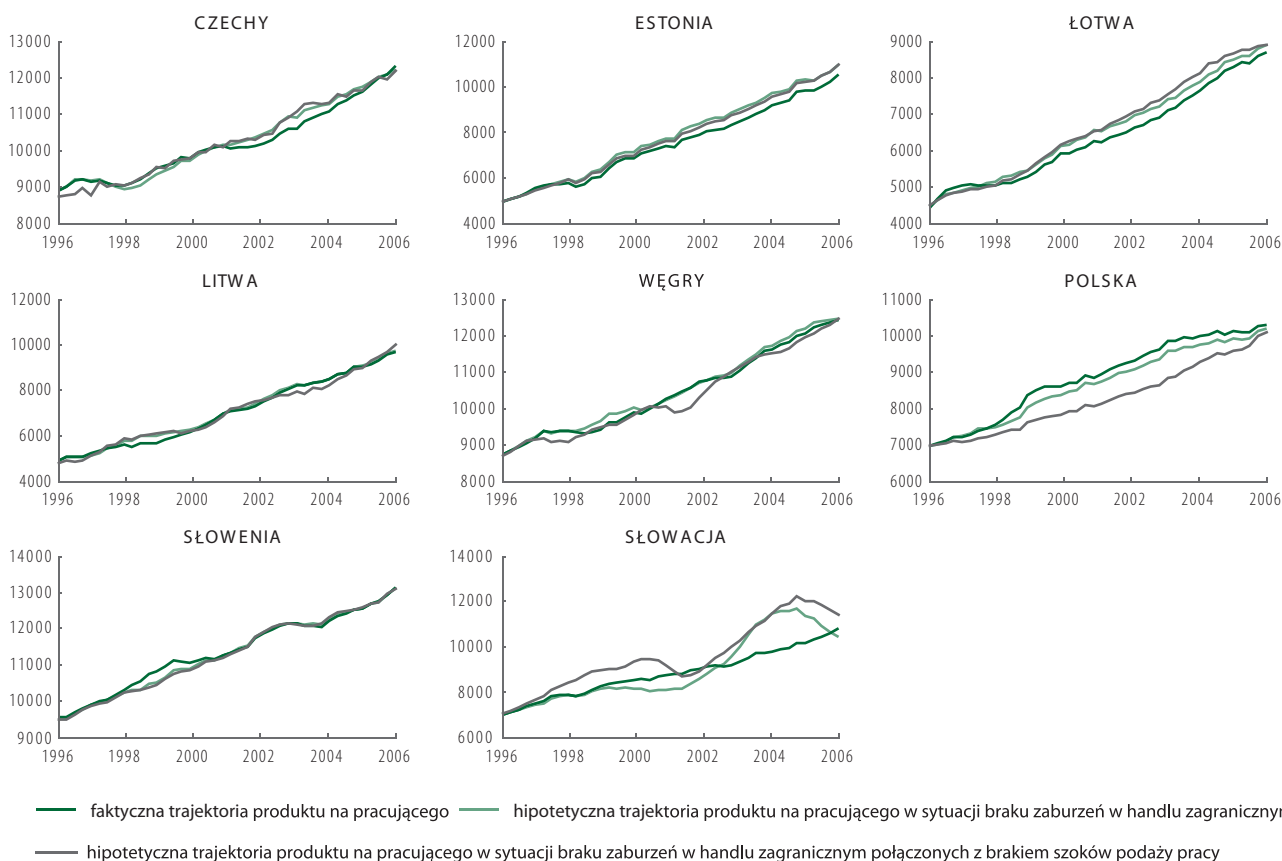 CZECHY
13000
12000
11000
10000
9000
8000
1996 1998 2000 2002 2004 2006
ESTONIA
12000
10000
8000
6000
4000
1996 1998 2000 2002 2004 2006
ŁOTWA
9000
8000
7000
6000
5000
4000
1996 1998 2000 2002 2004 2006
LITWA
12000
10000
8000
6000
4000
1996 1998 2000 2002 2004 2006
WĘGRY
13000
12000
11000
10000
9000
8000
1996 1998 2000 2002 2004 2006
POLSKA
11000
10000
9000
8000
7000
6000
1996 1998 2000 2002 2004 2006
SŁOWENIA
14000
13000
12000
11000
10000
9000
1996 1998 2000 2002 2004 2006
SŁOWACJA
14000
12000
10000
8000
6000
1996 1998 2000 2002 2004 2006
faktyczna trajektoria produktu na pracującego
hipotetyczna trajektoria produktu na pracującego w sytuacji braku zaburzeń w handlu zagranicznym
hipotetyczna trajektoria produktu na pracującego w sytuacji braku zaburzeń w handlu zagranicznym połączonych z brakiem szoków podaży pracy